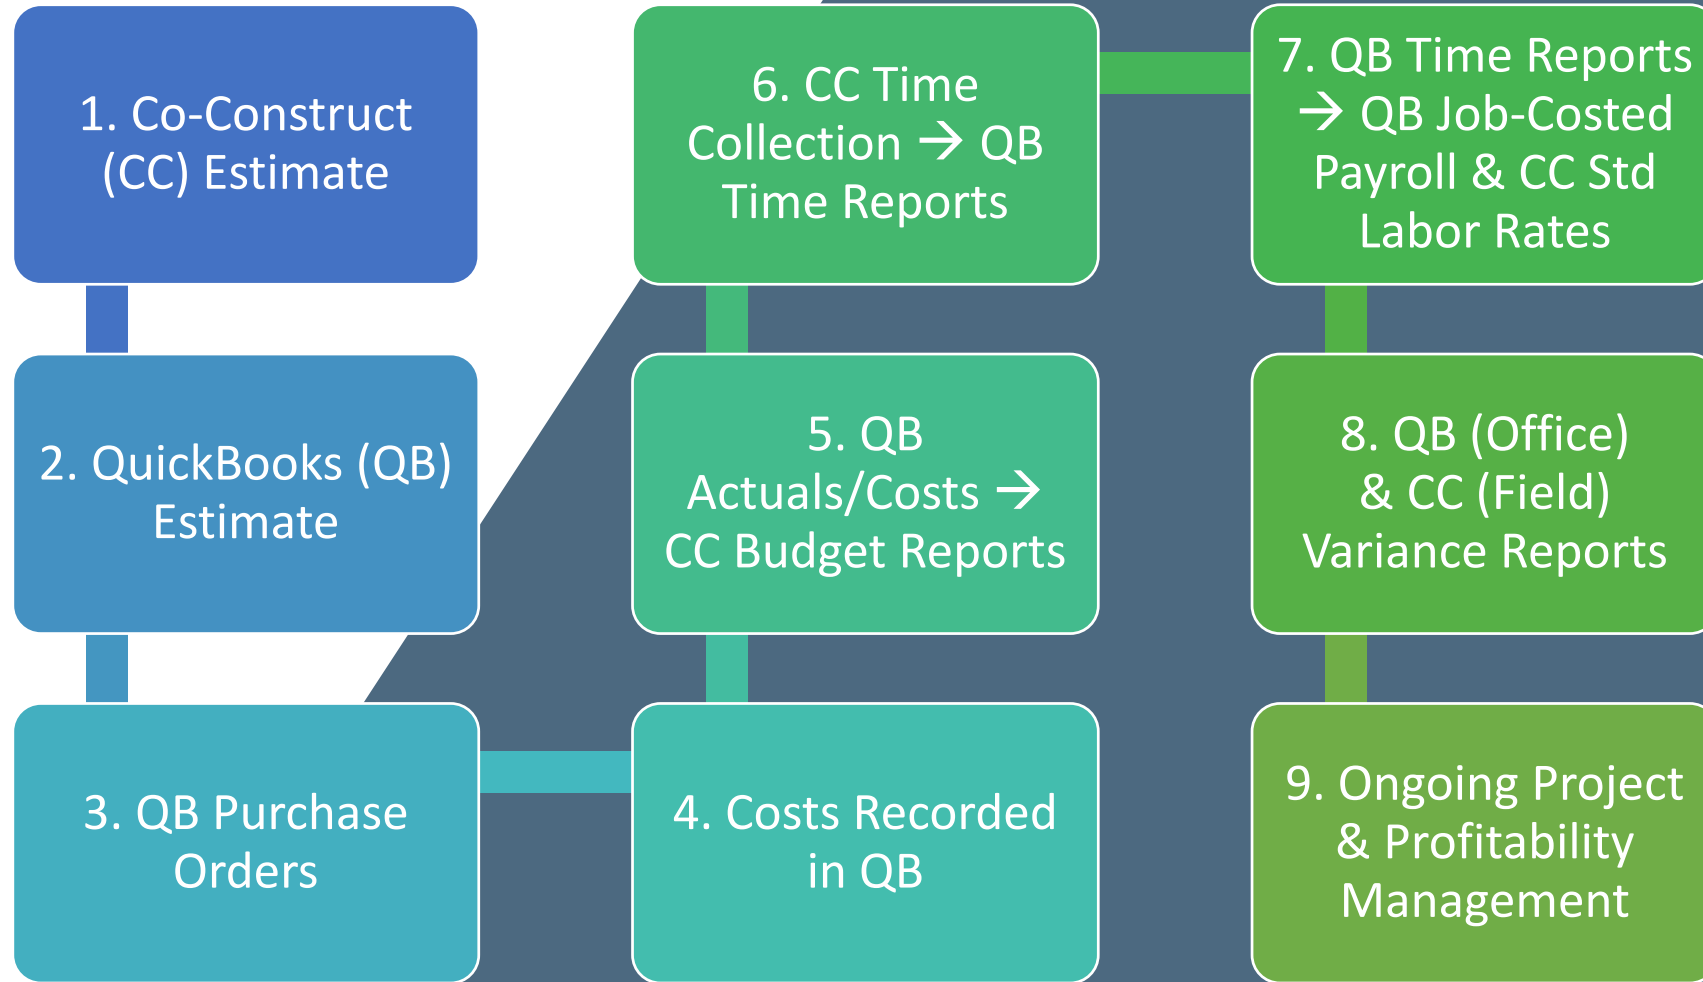 1. Co-Construct
(CC) Estimate
2. QuickBooks (QB)
Estimate
3. QB Purchase
Orders
4. Costs Recorded
in QB
5. QB
Actuals/Costs →
CC Budget Reports
6. CC Time
Collection → QB
Time Reports
7. QB Time Reports
→ QB Job-Costed
Payroll & CC Std
Labor Rates
8. QB (Office)
& CC (Field)
Variance Reports
9. Ongoing Project
& Profitability
Management